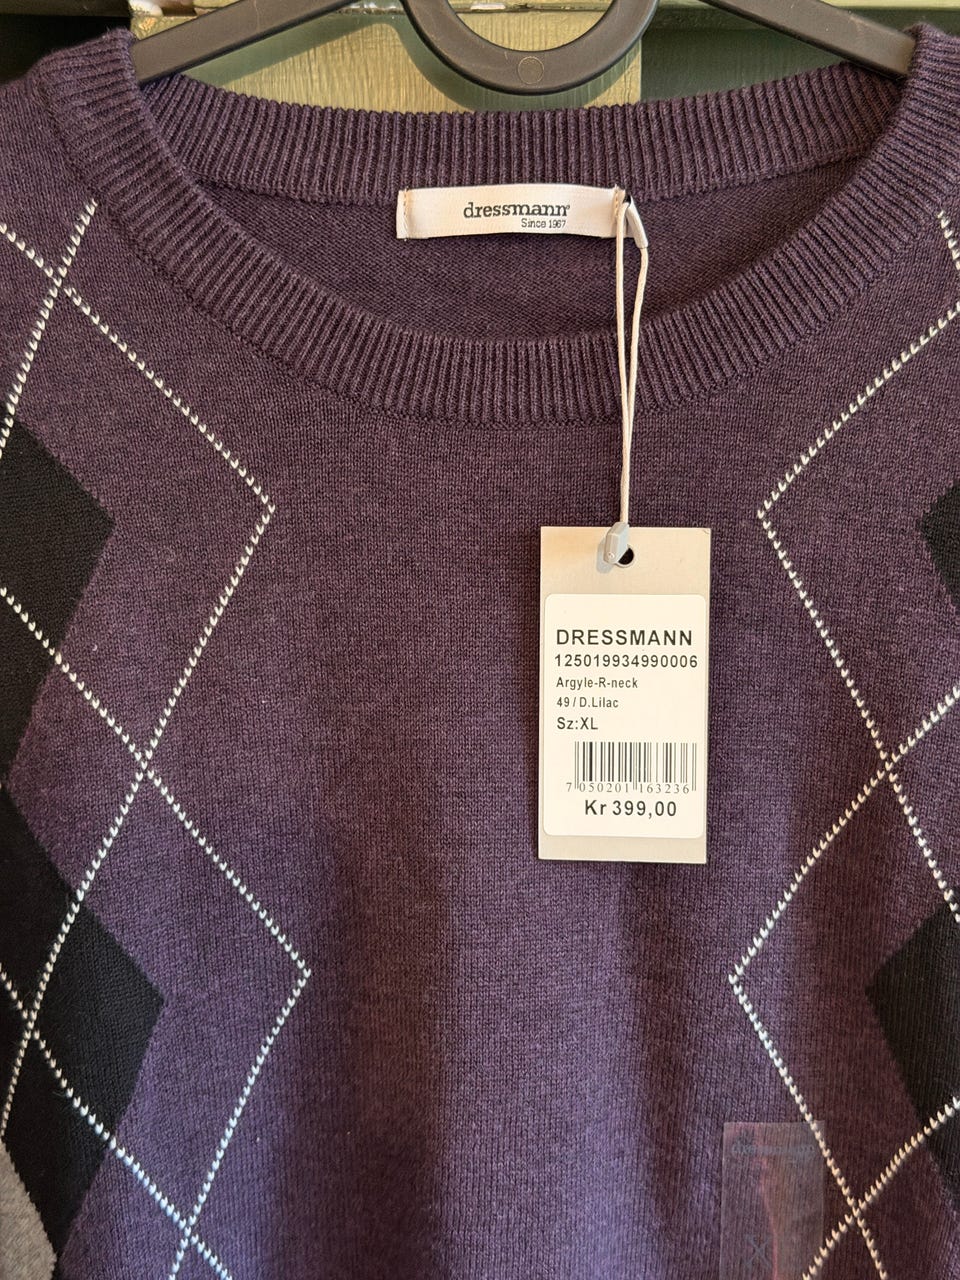 dressmann®
Since 1967
DRESSMANN
125019934990006
Argyle-R-neck
49 / D.Lilac
Sz:XL
7 050201 163236
Kr 399,00
X